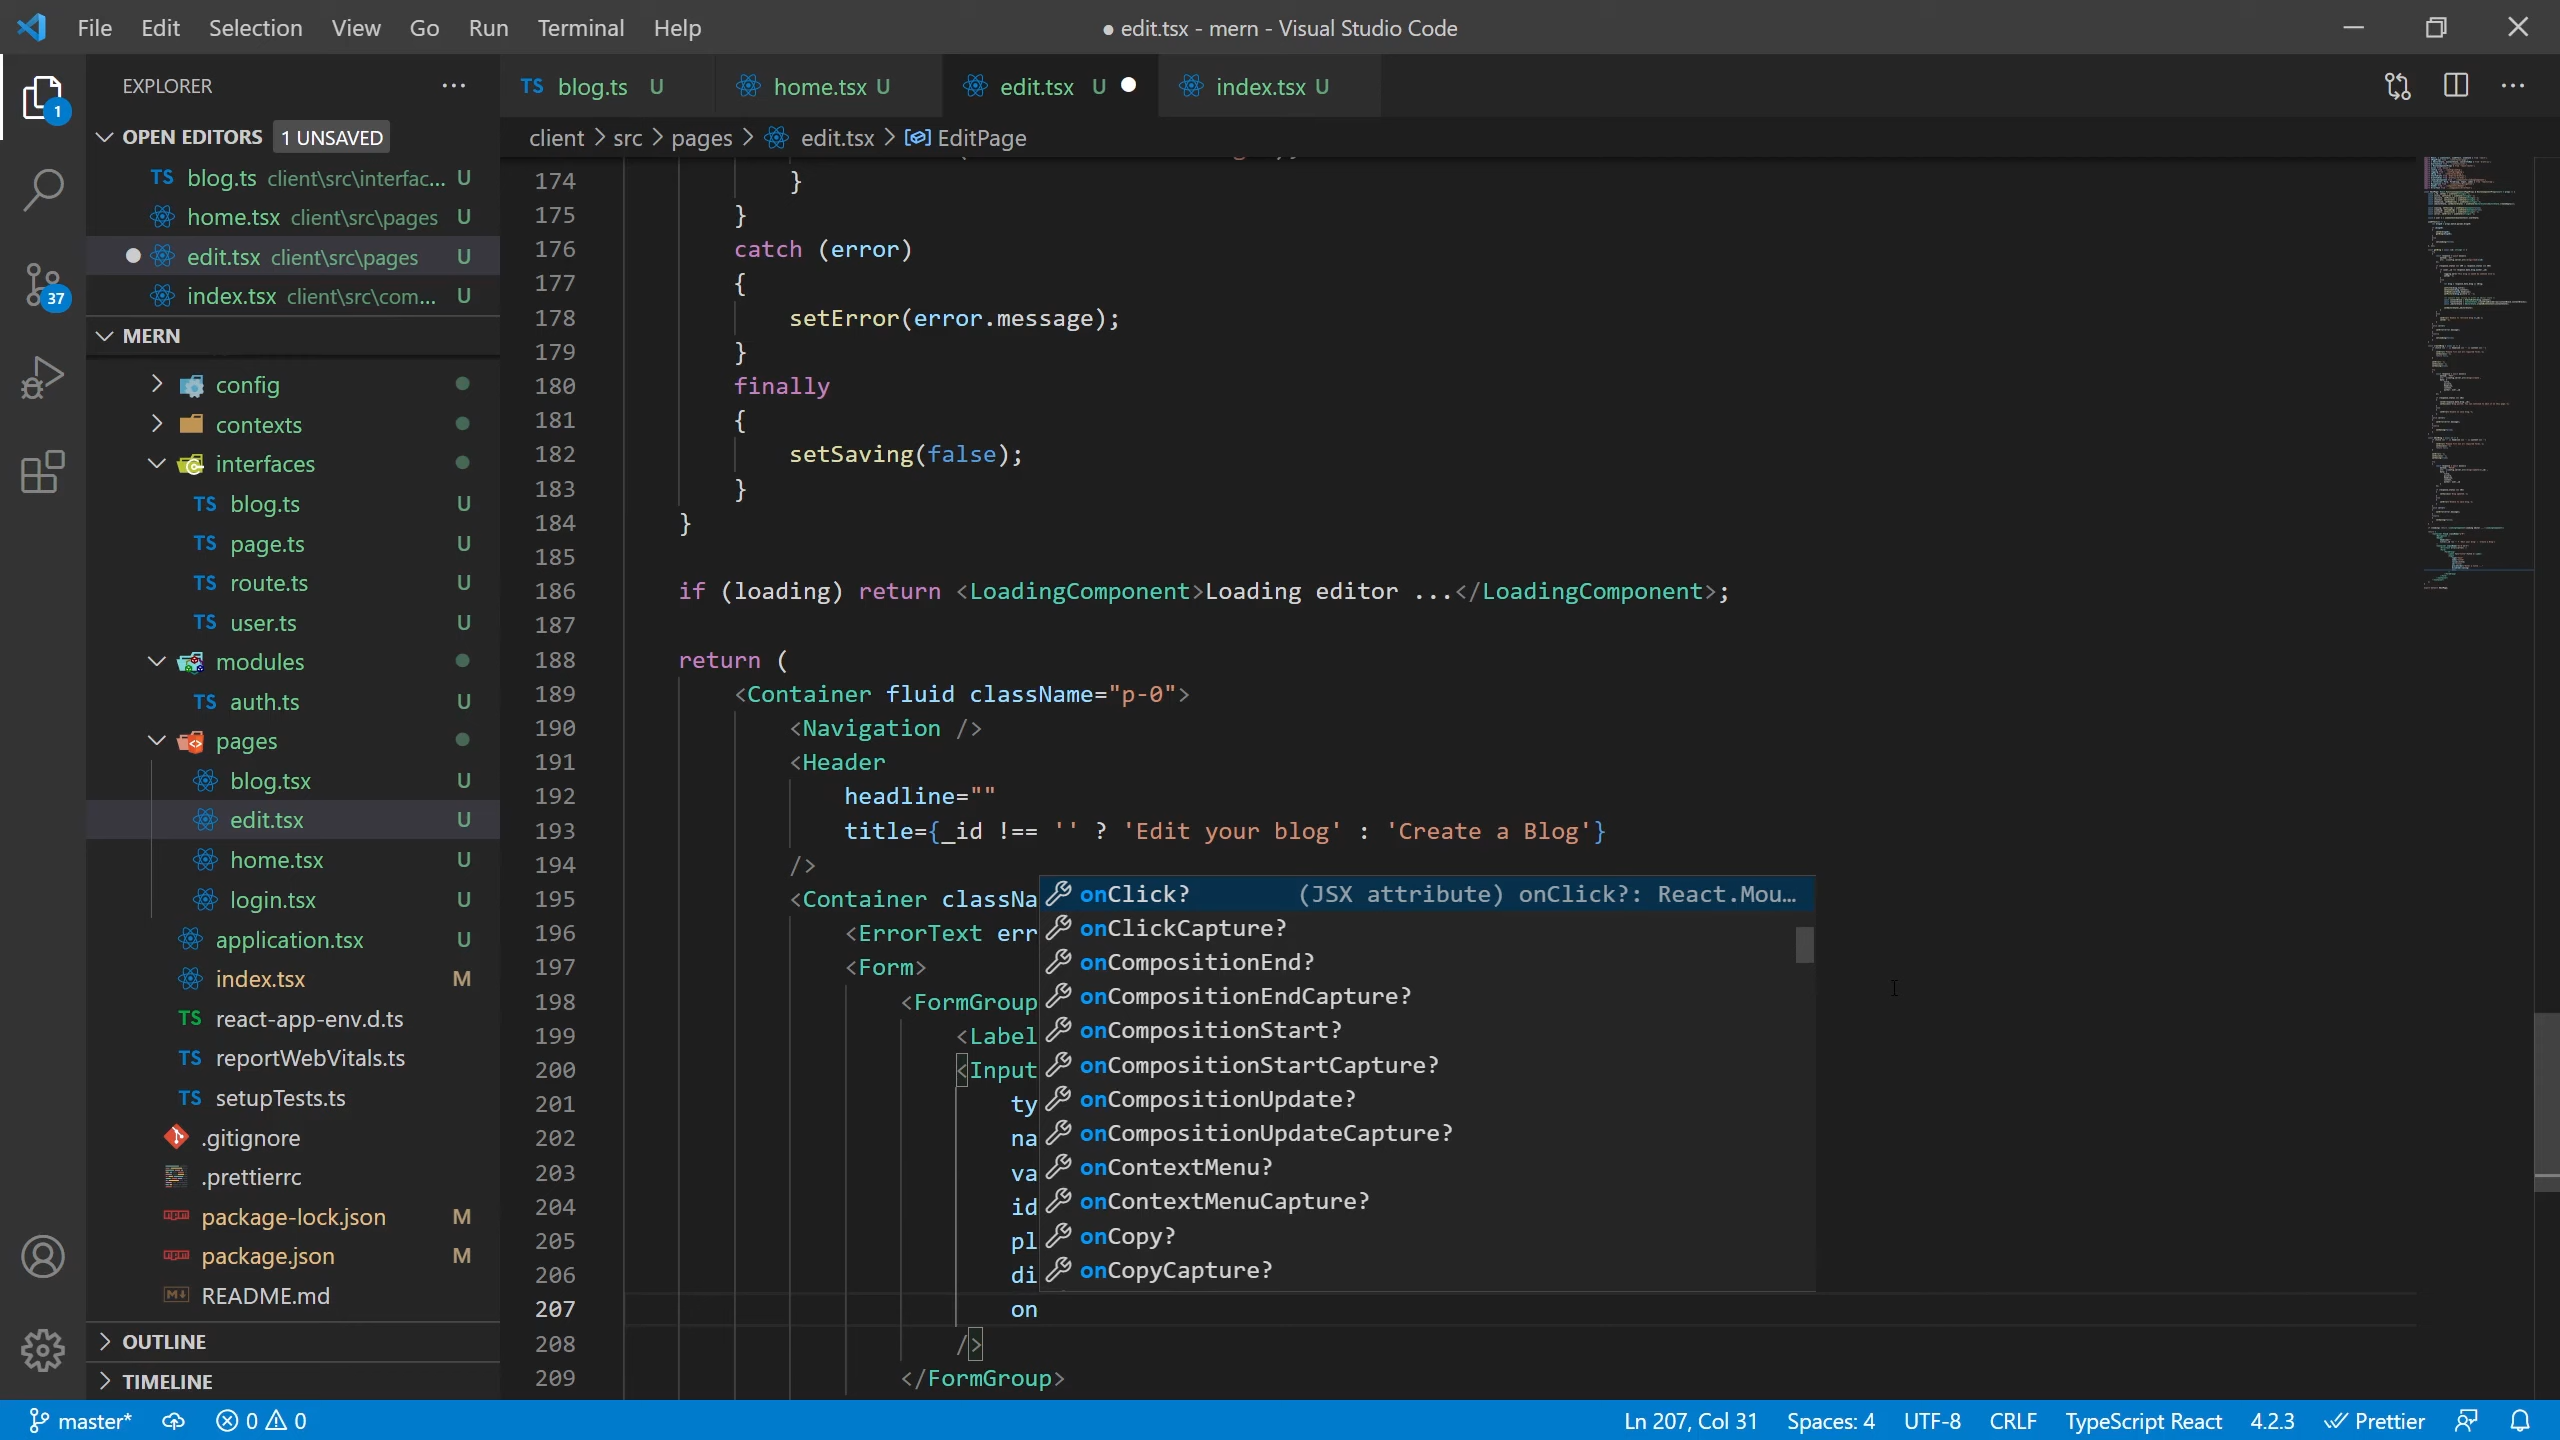 File Edit Selection View Go Run Terminal Help
● edit.tsx - mern - Visual Studio Code
EXPLORER
OPEN EDITORS 1 UNSAVED
TS blog.ts client\src\interfac... U
home.tsx client\src\pages U
edit.tsx client\src\pages U
index.tsx client\src\com... U
MERN
config
contexts
interfaces
TS blog.ts U
TS page.ts U
TS route.ts U
TS user.ts U
modules
TS auth.ts U
pages
blog.tsx U
edit.tsx U
home.tsx U
login.tsx U
application.tsx U
index.tsx M
TS react-app-env.d.ts
TS reportWebVitals.ts
TS setupTests.ts
.gitignore
.prettierrc
package-lock.json M
package.json M
README.md
OUTLINE
TIMELINE
1
37
TS blog.ts U
home.tsx U
edit.tsx U
index.tsx U
client > src > pages > edit.tsx > EditPage
174 }
175 }
176 catch (error)
177 {
178 setError(error.message);
179 }
180 finally
181 {
182 setSaving(false);
183 }
184 }
185
186 if (loading) return <LoadingComponent>Loading editor ...</LoadingComponent>;
187
188 return (
189 <Container fluid className="p-0">
190 <Navigation />
191 <Header
192 headline=""
193 title={_id !== '' ? 'Edit your blog' : 'Create a Blog'}
194 />
195 <Container classNa
196 <ErrorText err
197 <Form>
198 <FormGroup
199 <Label
200 <Input
201 ty
202 na
203 va
204 id
205 pl
206 di
207 on
208 />
209 </FormGroup>
onClick? (JSX attribute) onClick?: React.Mou...
onClickCapture?
onCompositionEnd?
onCompositionEndCapture?
onCompositionStart?
onCompositionStartCapture?
onCompositionUpdate?
onCompositionUpdateCapture?
onContextMenu?
onContextMenuCapture?
onCopy?
onCopyCapture?
master* 0 0 Ln 207, Col 31 Spaces: 4 UTF-8 CRLF TypeScript React 4.2.3 Prettier